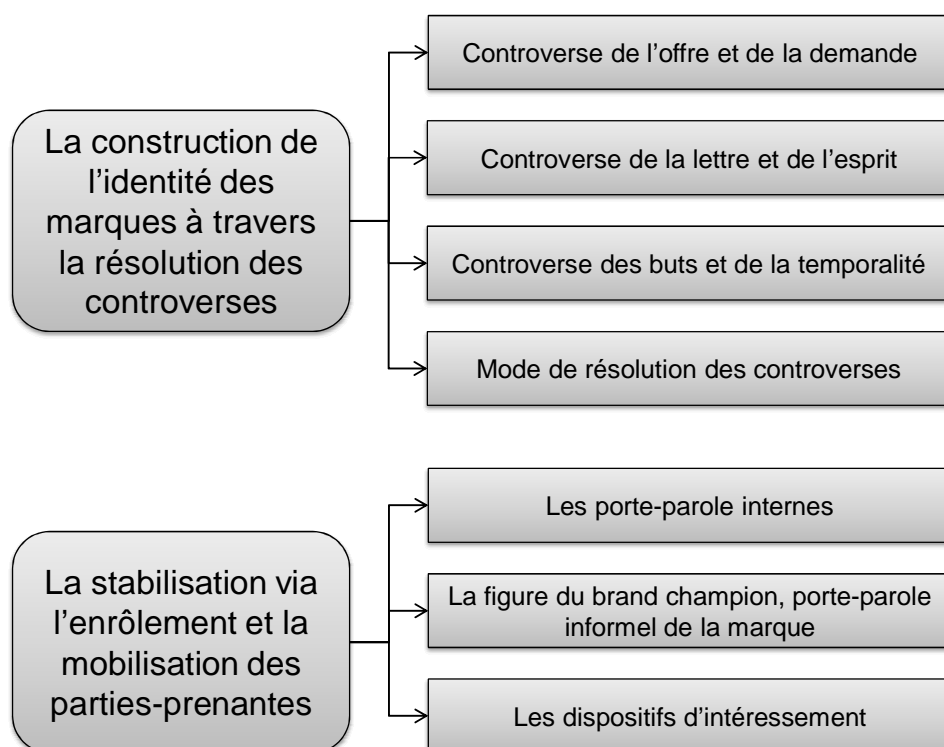 La construction de
l’identité des
marques à travers
la résolution des
controverses
Controverse de l’offre et de la demande
Controverse de la lettre et de l’esprit
Controverse des buts et de la temporalité
Mode de résolution des controverses
La stabilisation via
l’enrôlement et la
mobilisation des
parties-prenantes
Les porte-parole internes
La figure du brand champion, porte-parole
informel de la marque
Les dispositifs d’intéressement